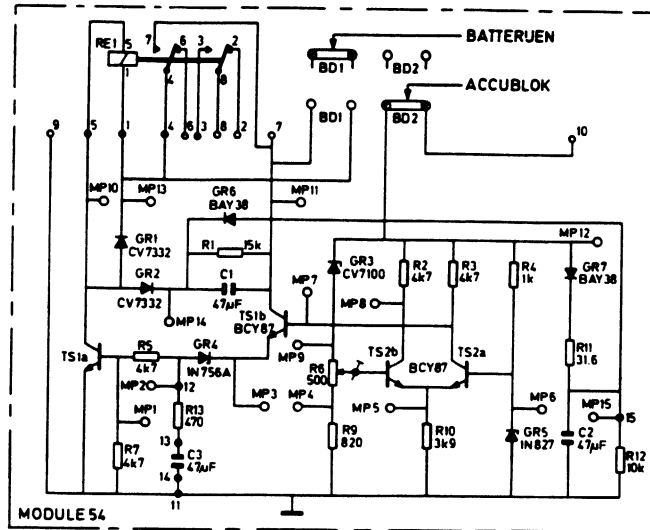 BATTERIJEN
ACCUBLOK
RE1
5
1
7
6
3
2
4
8
BD1
BD2
BD1
BD2
9
5
1
4
6
3
8
2
7
10
MP10
MP13
MP11
MP12
GR6
BAY38
R1
15k
GR1
CV7332
GR2
CV7332
C1
47µF
MP14
TS1b
BCY87
MP7
GR3
CV7100
MP8
R2
4k7
R3
4k7
R4
1k
GR7
BAY38
R11
31.6
TS1a
R5
4k7
GR4
IN756A
MP9
R6
500
TS2b
BCY87
TS2a
MP2
12
MP1
R13
470
MP3
MP4
MP5
MP6
MP15
15
R7
4k7
13
C3
47µF
14
11
R9
820
R10
3k9
GR5
IN827
C2
47µF
R12
10k
MODULE 54